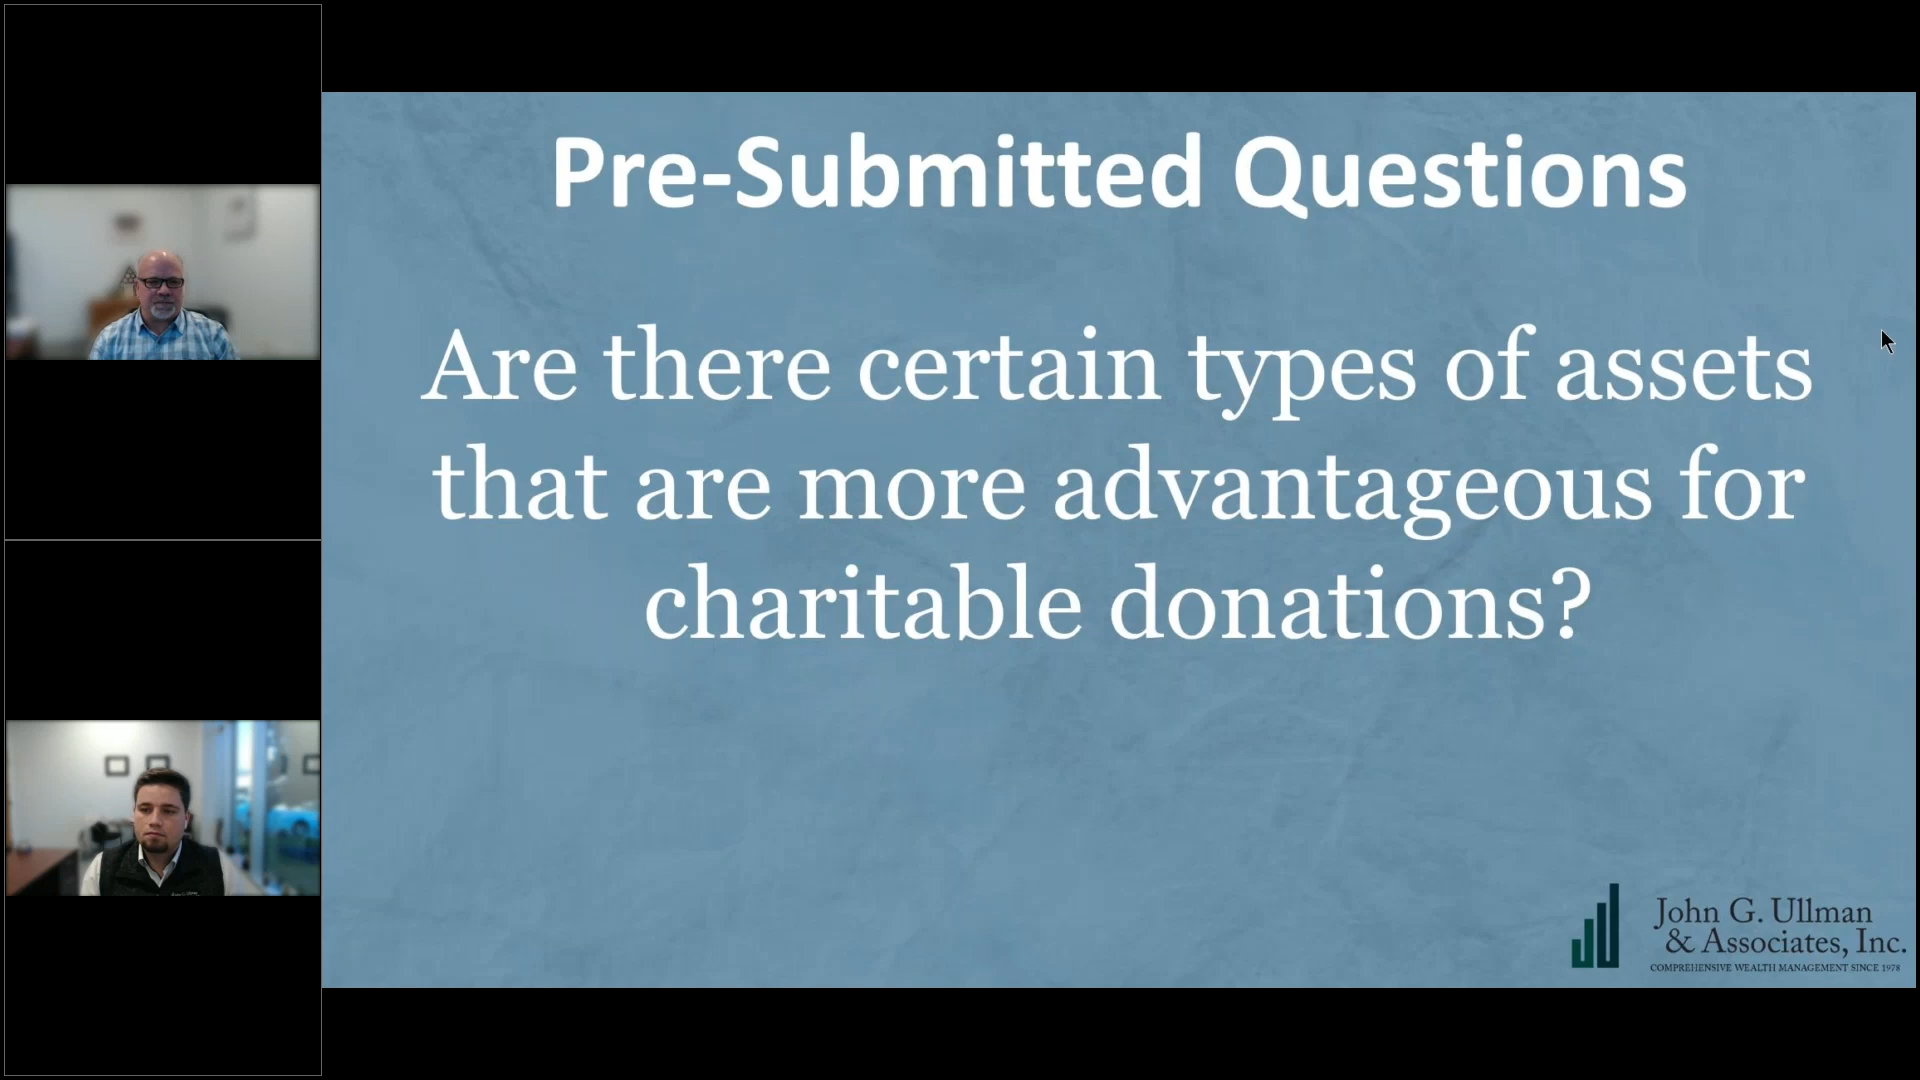 Pre-Submitted Questions
Are there certain types of assets
that are more advantageous for
charitable donations?
John G. Ullman
& Associates, Inc.
COMPREHENSIVE WEALTH MANAGEMENT SINCE 1978